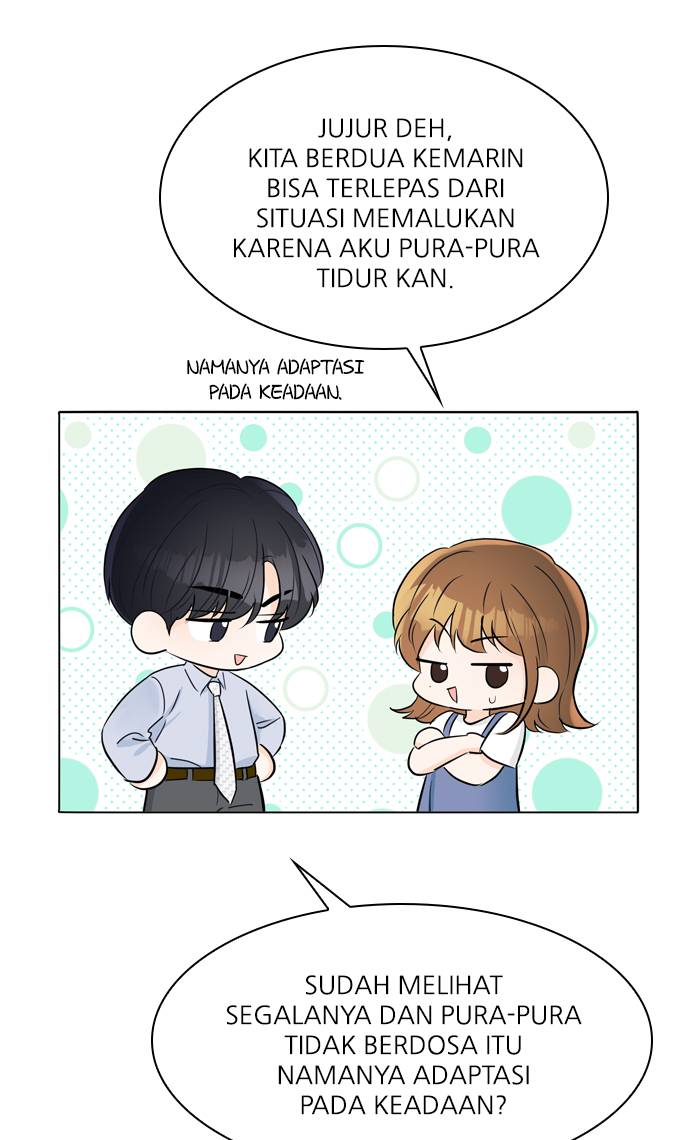 JUJUR DEH,
KITA BERDUA KEMARIN
BISA TERLEPAS DARI
SITUASI MEMALUKAN
KARENA AKU PURA-PURA
TIDUR KAN.
NAMANYA ADAPTASI
PADA KEADAAN.
SUDAH MELIHAT
SEGALANYA DAN PURA-PURA
TIDAK BERDOSA ITU
NAMANYA ADAPTASI
PADA KEADAAN?